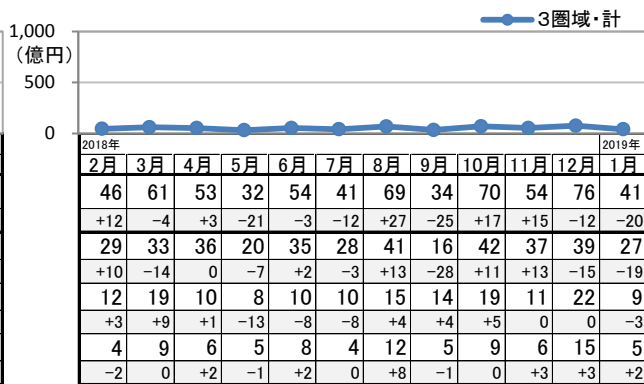 3圏域・計
1,000
(億円)
500
0
2018年 2019年
2月 3月 4月 5月 6月 7月 8月 9月 10月 11月 12月 1月
46 61 53 32 54 41 69 34 70 54 76 41
+12 −4 +3 −21 −3 −12 +27 −25 +17 +15 −12 −20
29 33 36 20 35 28 41 16 42 37 39 27
+10 −14 0 −7 +2 −3 +13 −28 +11 +13 −15 −19
12 19 10 8 10 10 15 14 19 11 22 9
+3 +9 +1 −13 −8 −8 +4 +4 +5 0 0 −3
4 9 6 5 8 4 12 5 9 6 15 5
−2 0 +2 −1 +2 0 +8 −1 0 +3 +3 +2